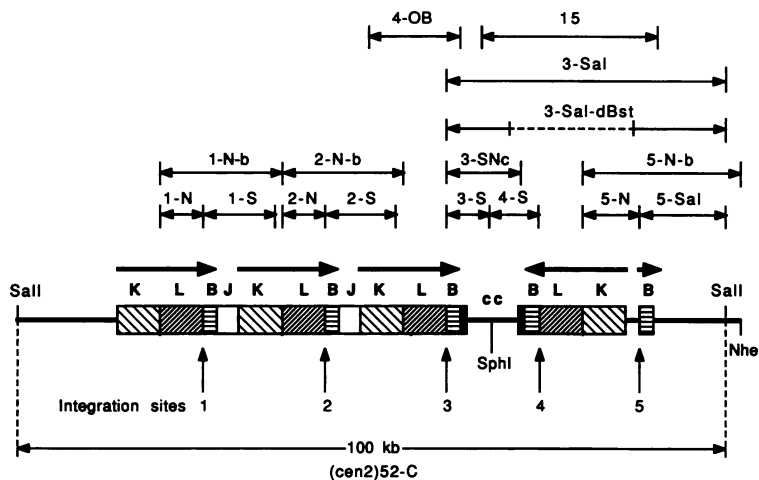 4-OB 15
3-Sal
3-Sal-dBst
1-N-b 2-N-b 3-SNc 5-N-b
1-N 1-S 2-N 2-S 3-S 4-S 5-N 5-Sal
SalI K L B J K L B J K L B cc B L K B SalI
SphI Nhe
Integration sites 1 2 3 4 5
100 kb
(cen2)52-C